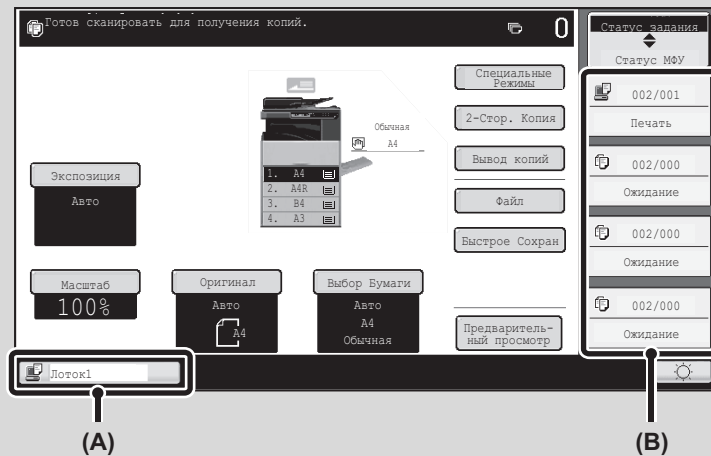 Готов сканировать для получения копий.
0
Специальные
Режимы
2-Стор. Копия
Вывод копий
Файл
Быстрое Сохран
Предваритель-
ный просмотр
Обычная
A4
1. A4
2. A4R
3. B4
4. A3
Экспозиция
Авто
Масштаб
100%
Оригинал
Авто
A4
Выбор Бумаги
Авто
A4
Обычная
Лоток1
Статус задания
Статус МФУ
002/001
Печать
002/000
Ожидание
002/000
Ожидание
002/000
Ожидание
(A)
(B)